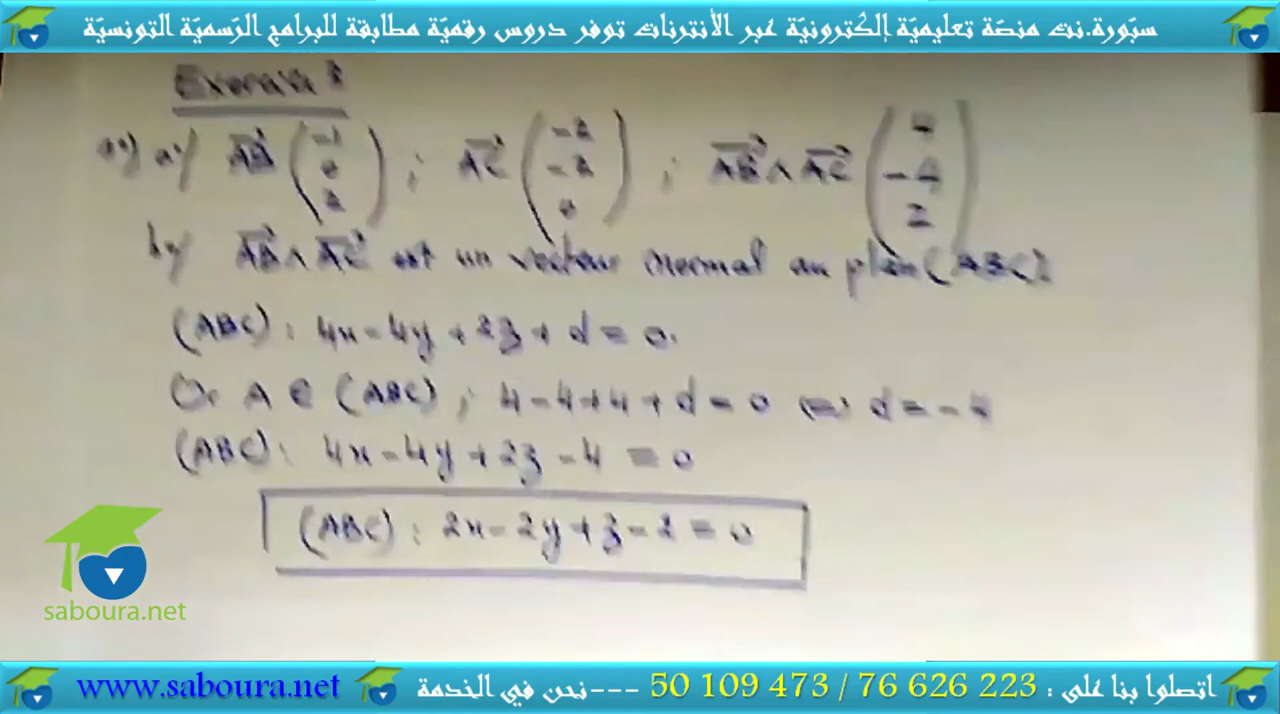 سبّورة.نت منصّة تعليميّة إلكترونيّة عبر الأنترنات توفر دروس رقميّة مطابقة للبرامج الرّسميّة التونسيّة
Exercice
a) AB⃗ (-1 0 2) ; AC⃗ (-2 -2 0) ; AB⃗ ∧ AC⃗ (4 -4 2)
b) AB⃗ ∧ AC⃗ est un vecteur normal au plan (ABC).
(ABC) : 4x - 4y + 2z + d = 0.
Or A ∈ (ABC) ; 4 - 4 + 4 + d = 0 ⇔ d = -4
(ABC) : 4x - 4y + 2z - 4 = 0
(ABC) : 2x - 2y + z - 2 = 0
saboura.net
اتصلوا بنا على : 223 626 76 / 473 109 50 ---نحن في الخدمة www.saboura.net